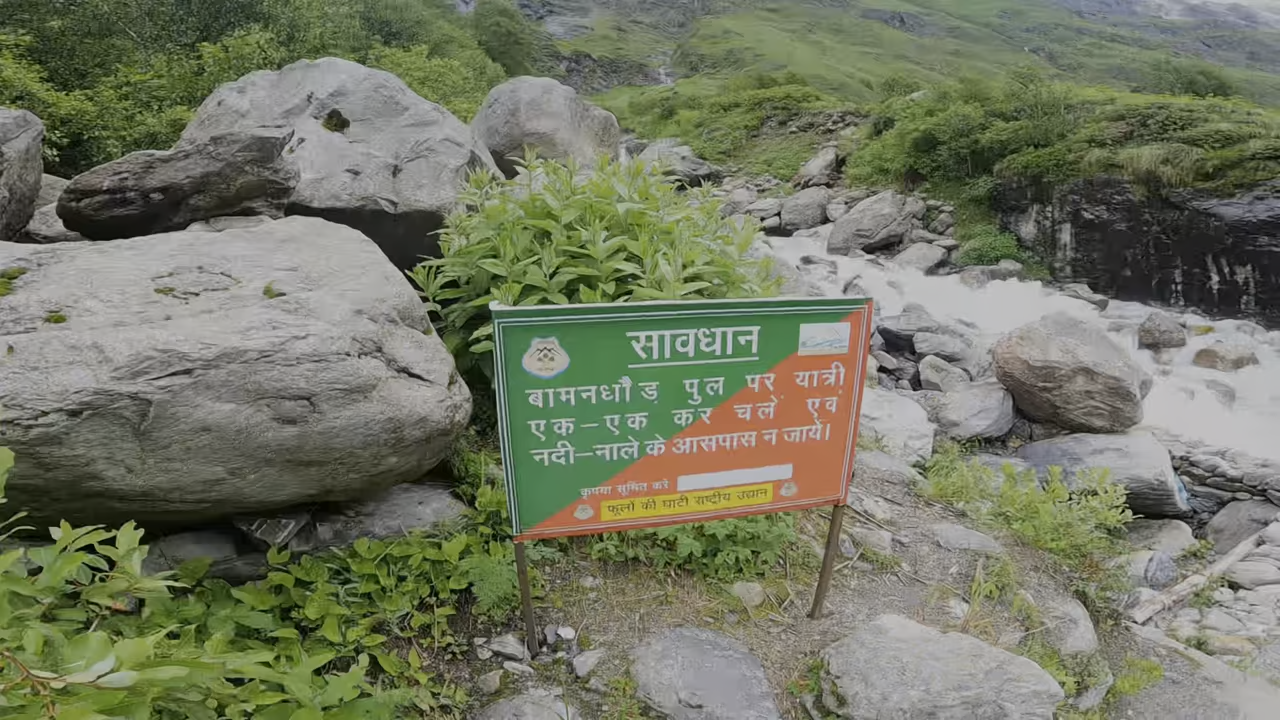 सावधान
बामनधौड़ पुल पर यात्री
एक–एक कर चलें एवं
नदी–नाले के आसपास न जायें।
कृपया सूचित करें
फूलों की घाटी राष्ट्रीय उद्यान